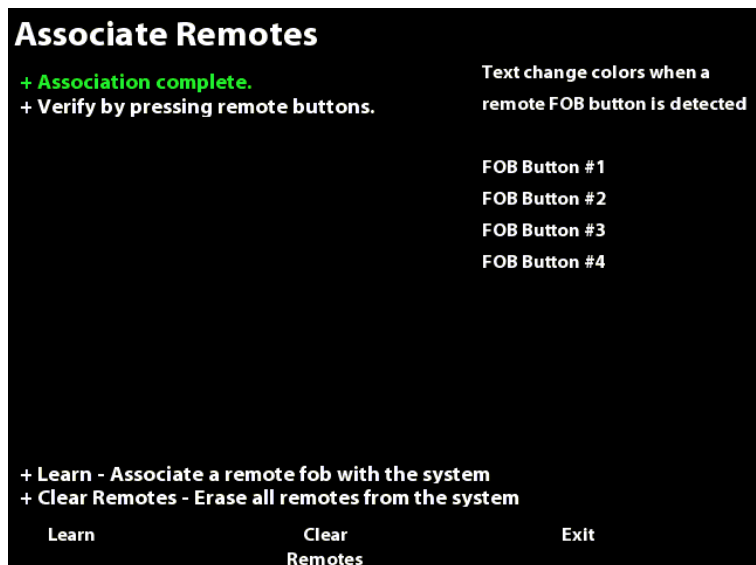 Associate Remotes
+ Association complete.
+ Verify by pressing remote buttons.
Text change colors when a
remote FOB button is detected
FOB Button #1
FOB Button #2
FOB Button #3
FOB Button #4
+ Learn - Associate a remote fob with the system
+ Clear Remotes - Erase all remotes from the system
Learn
Clear
Remotes
Exit